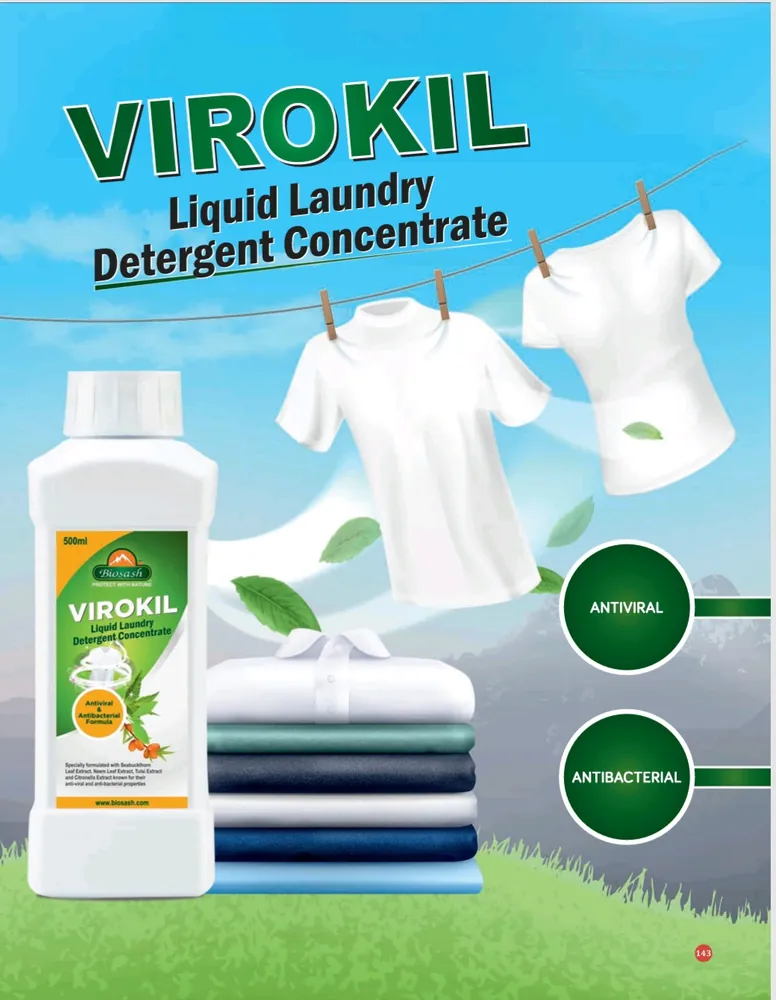 VIROKIL
Liquid Laundry
Detergent Concentrate
500ml
Biosash
PROTECT WITH NATURE
VIROKIL
Liquid Laundry
Detergent Concentrate
Antiviral
&
Antibacterial
Formula
Specially formulated with Seabuckthorn
Leaf Extract, Neem Leaf Extract, Tulsi Extract
and Citronella Extract known for their
anti-viral and anti-bacterial properties
www.biosash.com
ANTIVIRAL
ANTIBACTERIAL
143